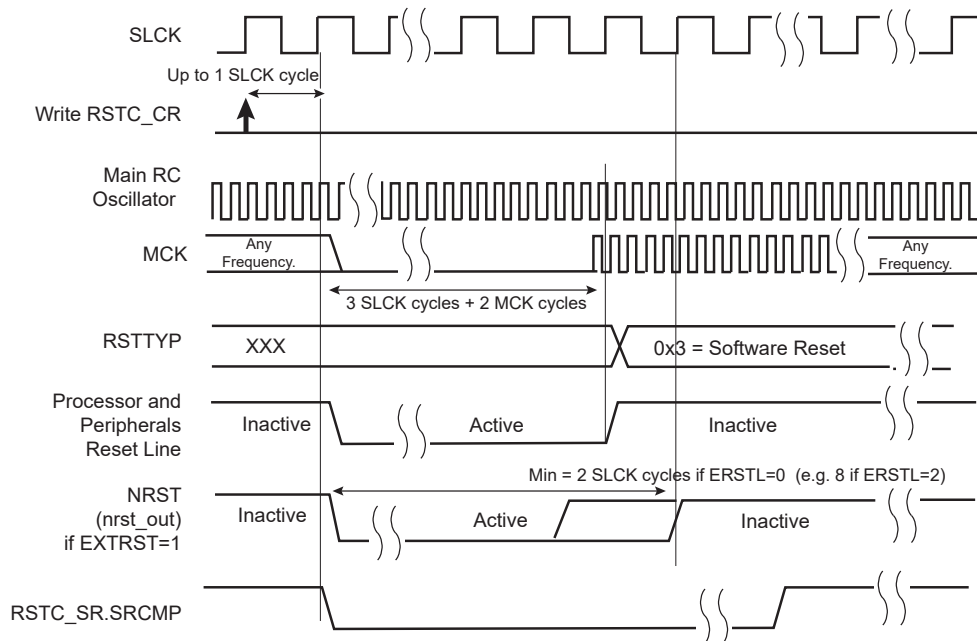 SLCK
Up to 1 SLCK cycle
Write RSTC_CR
Main RC
Oscillator
MCK
Any
Frequency.
Any
Frequency.
3 SLCK cycles + 2 MCK cycles
RSTTYP
XXX
0x3 = Software Reset
Processor and
Peripherals
Reset Line
Inactive
Active
Inactive
Min = 2 SLCK cycles if ERSTL=0 (e.g. 8 if ERSTL=2)
NRST
(nrst_out)
if EXTRST=1
Inactive
Active
Inactive
RSTC_SR.SRCMP